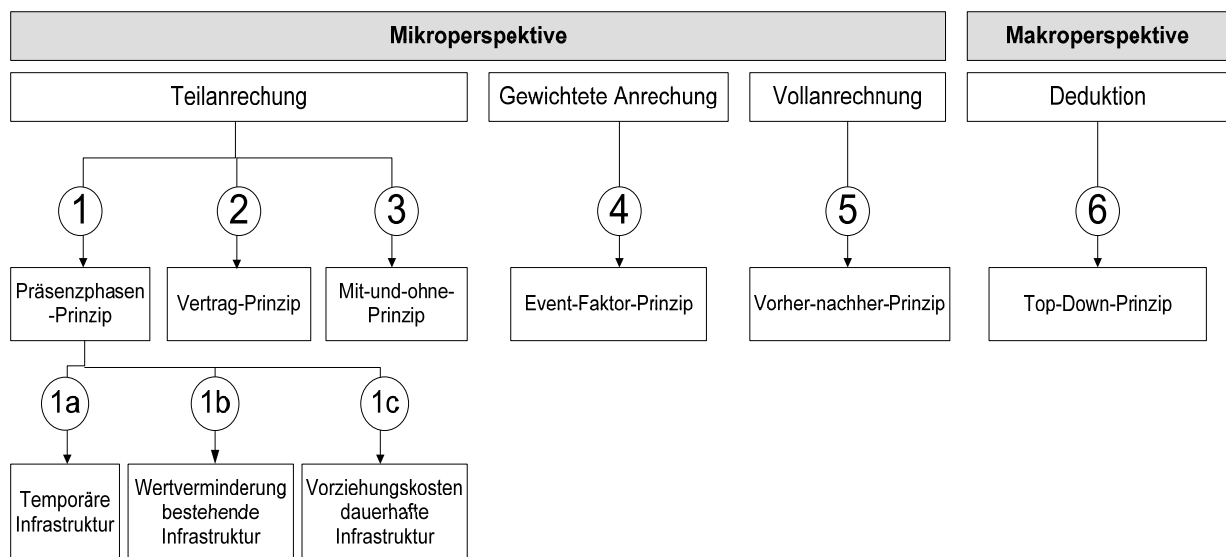 Mikroperspektive
Makroperspektive
Teilanrechung
Gewichtete Anrechung
Vollanrechnung
Deduktion
1
2
3
4
5
6
Präsenzphasen
-Prinzip
Vertrag-Prinzip
Mit-und-ohne-
Prinzip
Event-Faktor-Prinzip
Vorher-nachher-Prinzip
Top-Down-Prinzip
1a
1b
1c
Temporäre
Infrastruktur
Wertverminderung
bestehende
Infrastruktur
Vorziehungskosten
dauerhafte
Infrastruktur